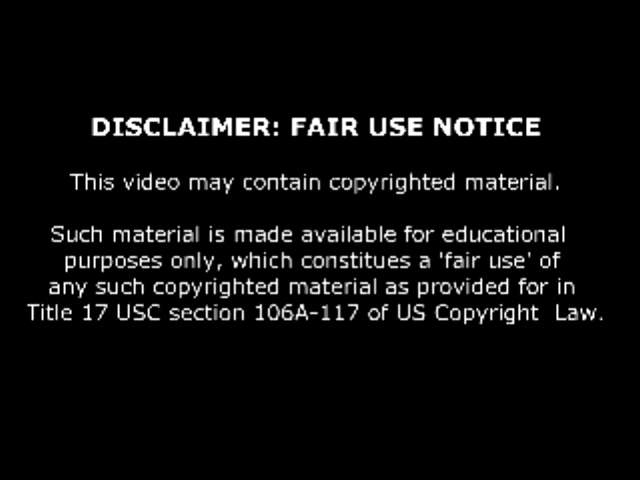 DISCLAIMER: FAIR USE NOTICE
This video may contain copyrighted material.
Such material is made available for educational
purposes only, which constitues a 'fair use' of
any such copyrighted material as provided for in
Title 17 USC section 106A-117 of US Copyright Law.